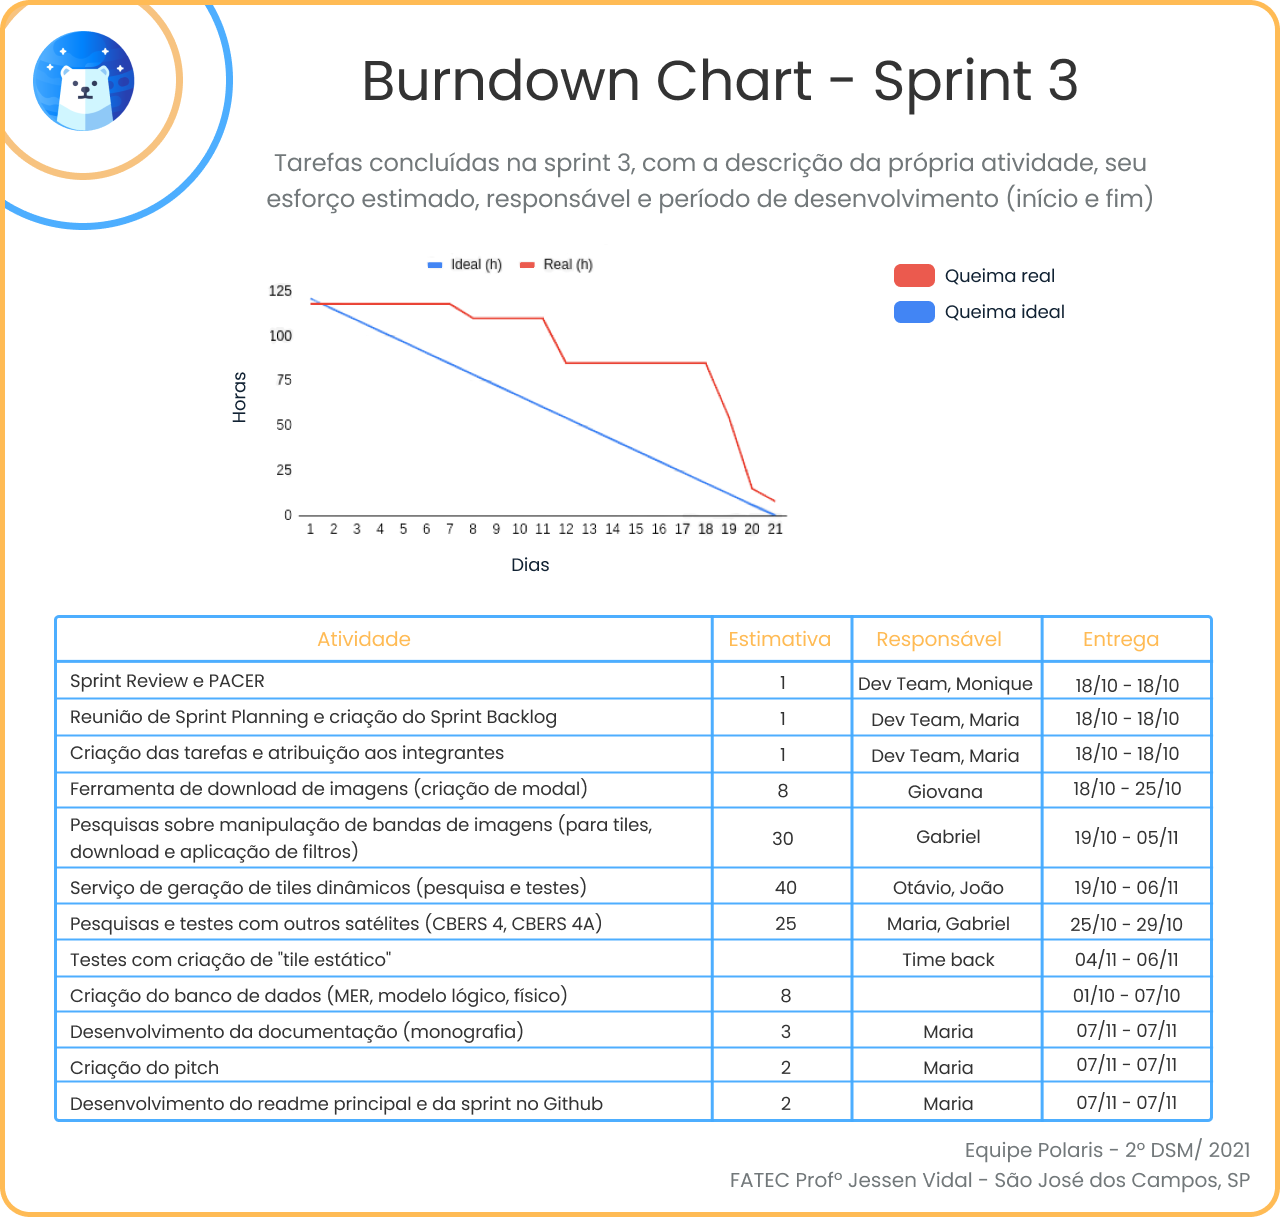 Burndown Chart - Sprint 3
Tarefas concluídas na sprint 3, com a descrição da própria atividade, seu
esforço estimado, responsável e período de desenvolvimento (início e fim)
Ideal (h) Real (h)
Queima real
Queima ideal
125
100
75
50
25
0
Horas
1 2 3 4 5 6 7 8 9 10 11 12 13 14 15 16 17 18 19 20 21
Dias
Atividade Estimativa Responsável Entrega
Sprint Review e PACER 1 Dev Team, Monique 18/10 - 18/10
Reunião de Sprint Planning e criação do Sprint Backlog 1 Dev Team, Maria 18/10 - 18/10
Criação das tarefas e atribuição aos integrantes 1 Dev Team, Maria 18/10 - 18/10
Ferramenta de download de imagens (criação de modal) 8 Giovana 18/10 - 25/10
Pesquisas sobre manipulação de bandas de imagens (para tiles,
download e aplicação de filtros) 30 Gabriel 19/10 - 05/11
Serviço de geração de tiles dinâmicos (pesquisa e testes) 40 Otávio, João 19/10 - 06/11
Pesquisas e testes com outros satélites (CBERS 4, CBERS 4A) 25 Maria, Gabriel 25/10 - 29/10
Testes com criação de "tile estático" Time back 04/11 - 06/11
Criação do banco de dados (MER, modelo lógico, físico) 8 01/10 - 07/10
Desenvolvimento da documentação (monografia) 3 Maria 07/11 - 07/11
Criação do pitch 2 Maria 07/11 - 07/11
Desenvolvimento do readme principal e da sprint no Github 2 Maria 07/11 - 07/11
Equipe Polaris - 2º DSM/ 2021
FATEC Profº Jessen Vidal - São José dos Campos, SP